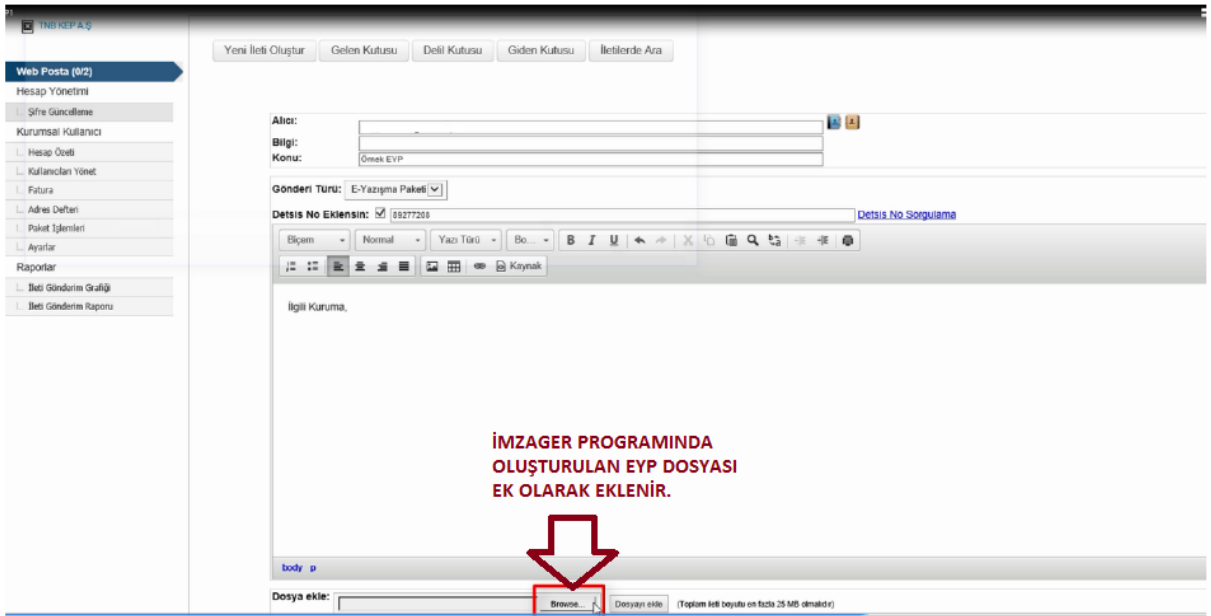 TNB KEP A.Ş
Yeni İleti Oluştur Gelen Kutusu Delil Kutusu Giden Kutusu İletilerde Ara
Web Posta (0/2)
Hesap Yönetimi
Şifre Güncelleme
Kurumsal Kullanıcı
Hesap Özeti
Kullanıcıları Yönet
Fatura
Adres Defteri
Paket İşlemleri
Ayarlar
Raporlar
İleti Gönderim Grafiği
İleti Gönderim Raporu
Alıcı:
Bilgi:
Konu: Örnek EYP
Gönderi Türü: E-Yazışma Paketi
Detsis No Eklensin: 89277208 Detsis No Sorgulama
Biçem Normal Yazı Türü Bo... B I U
Kaynak
İlgili Kuruma,
İMZAGER PROGRAMINDA
OLUŞTURULAN EYP DOSYASI
EK OLARAK EKLENİR.
body p
Dosya ekle: Browse... Dosyayı ekle (Toplam ileti boyutu en fazla 25 MB olmalıdır)